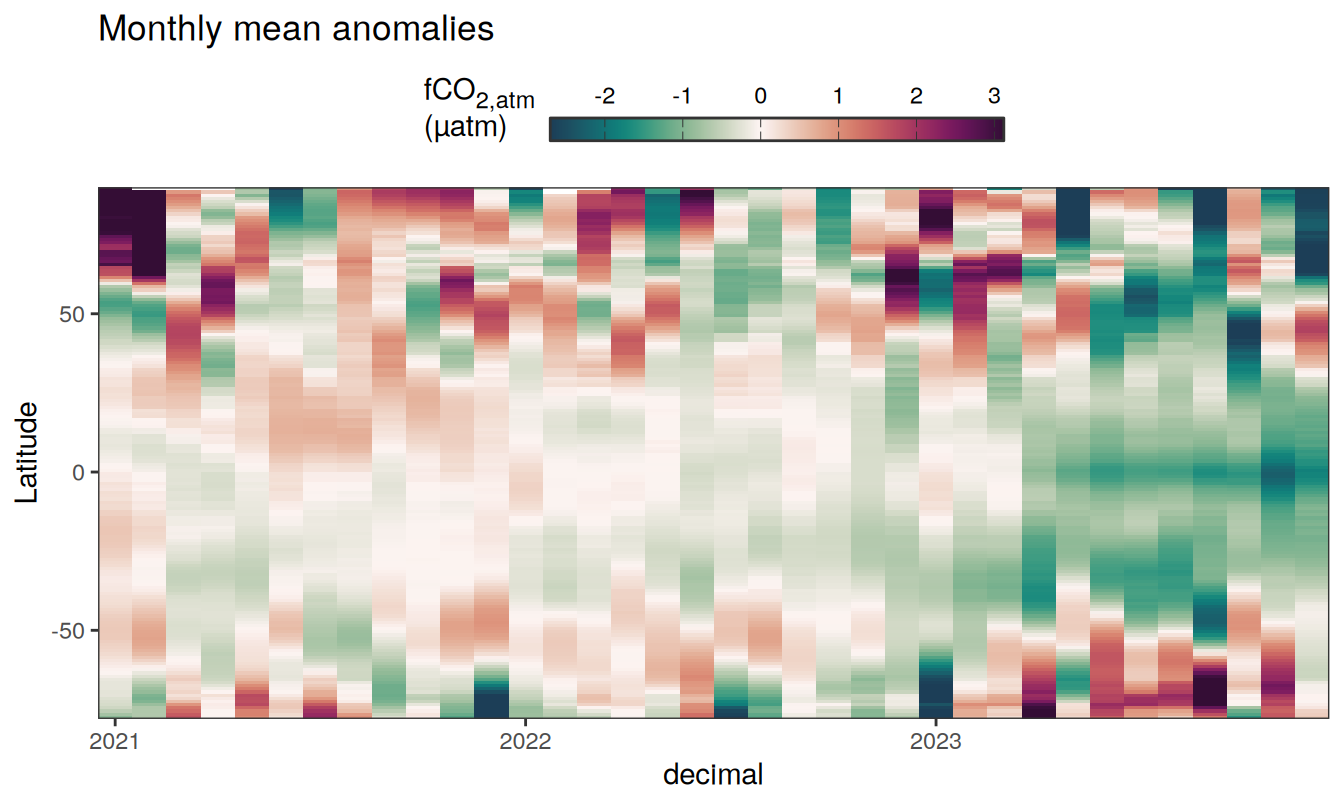 Monthly mean anomalies
fCO2,atm
(μatm)
-2 -1 0 1 2 3
Latitude
50
0
-50
2021 2022 2023
decimal